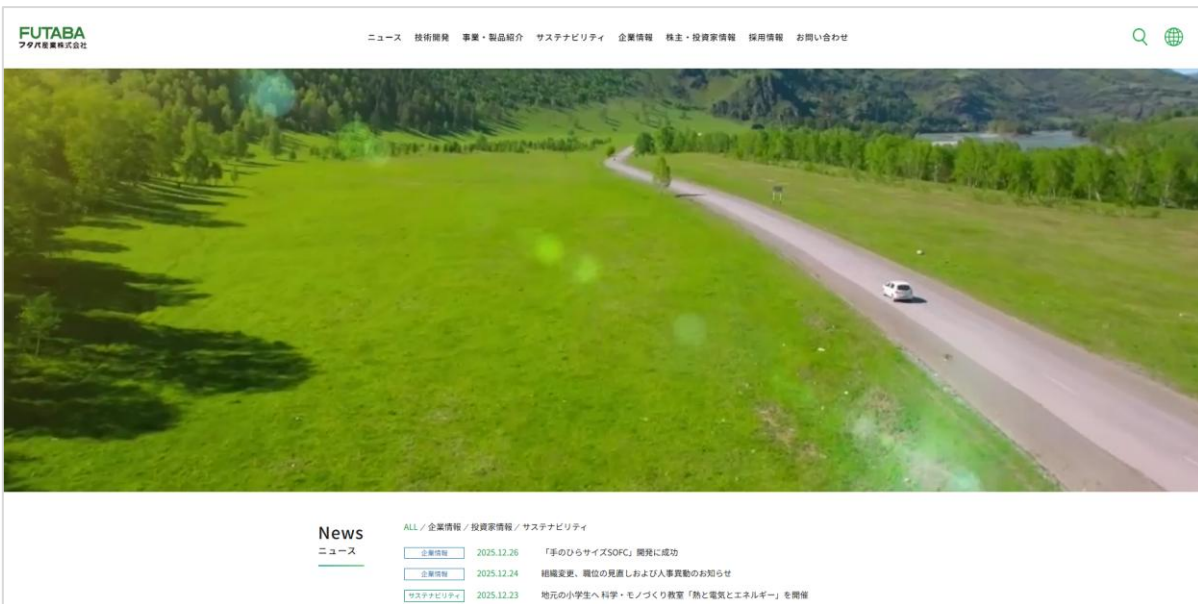 FUTABA
フタバ産業株式会社
ニュース 技術開発 事業・製品紹介 サステナビリティ 企業情報 株主・投資家情報 採用情報 お問い合わせ
News
ニュース
ALL / 企業情報 / 投資家情報 / サステナビリティ
企業情報 2025.12.26 「手のひらサイズSOFC」開発に成功
企業情報 2025.12.24 組織変更、職位の見直しおよび人事異動のお知らせ
サステナビリティ 2025.12.23 地元の小学生へ 科学・モノづくり教室「熱と電気とエネルギー」を開催